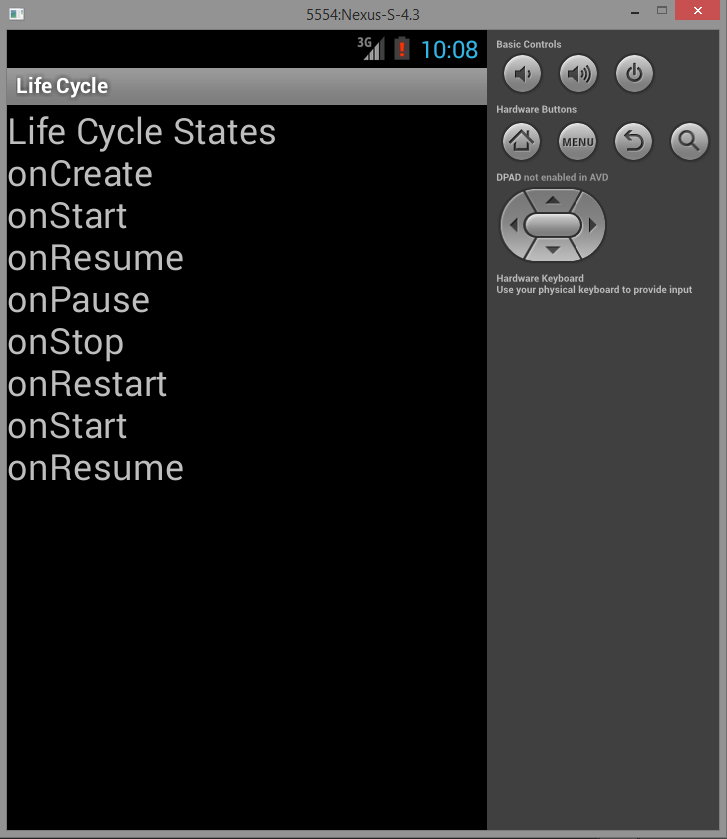 5554:Nexus-S-4.3
3G 10:08
Life Cycle
Life Cycle States
onCreate
onStart
onResume
onPause
onStop
onRestart
onStart
onResume
Basic Controls
Hardware Buttons
MENU
DPAD not enabled in AVD
Hardware Keyboard
Use your physical keyboard to provide input